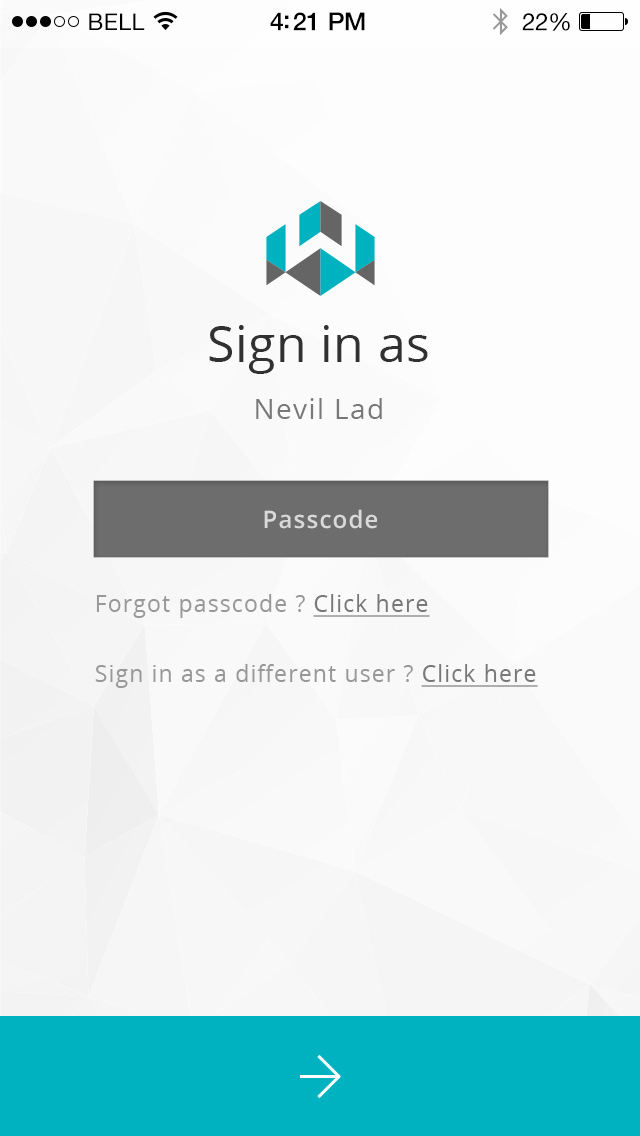 BELL 4:21 PM 22%
Sign in as
Nevil Lad
Passcode
Forgot passcode ? Click here
Sign in as a different user ? Click here